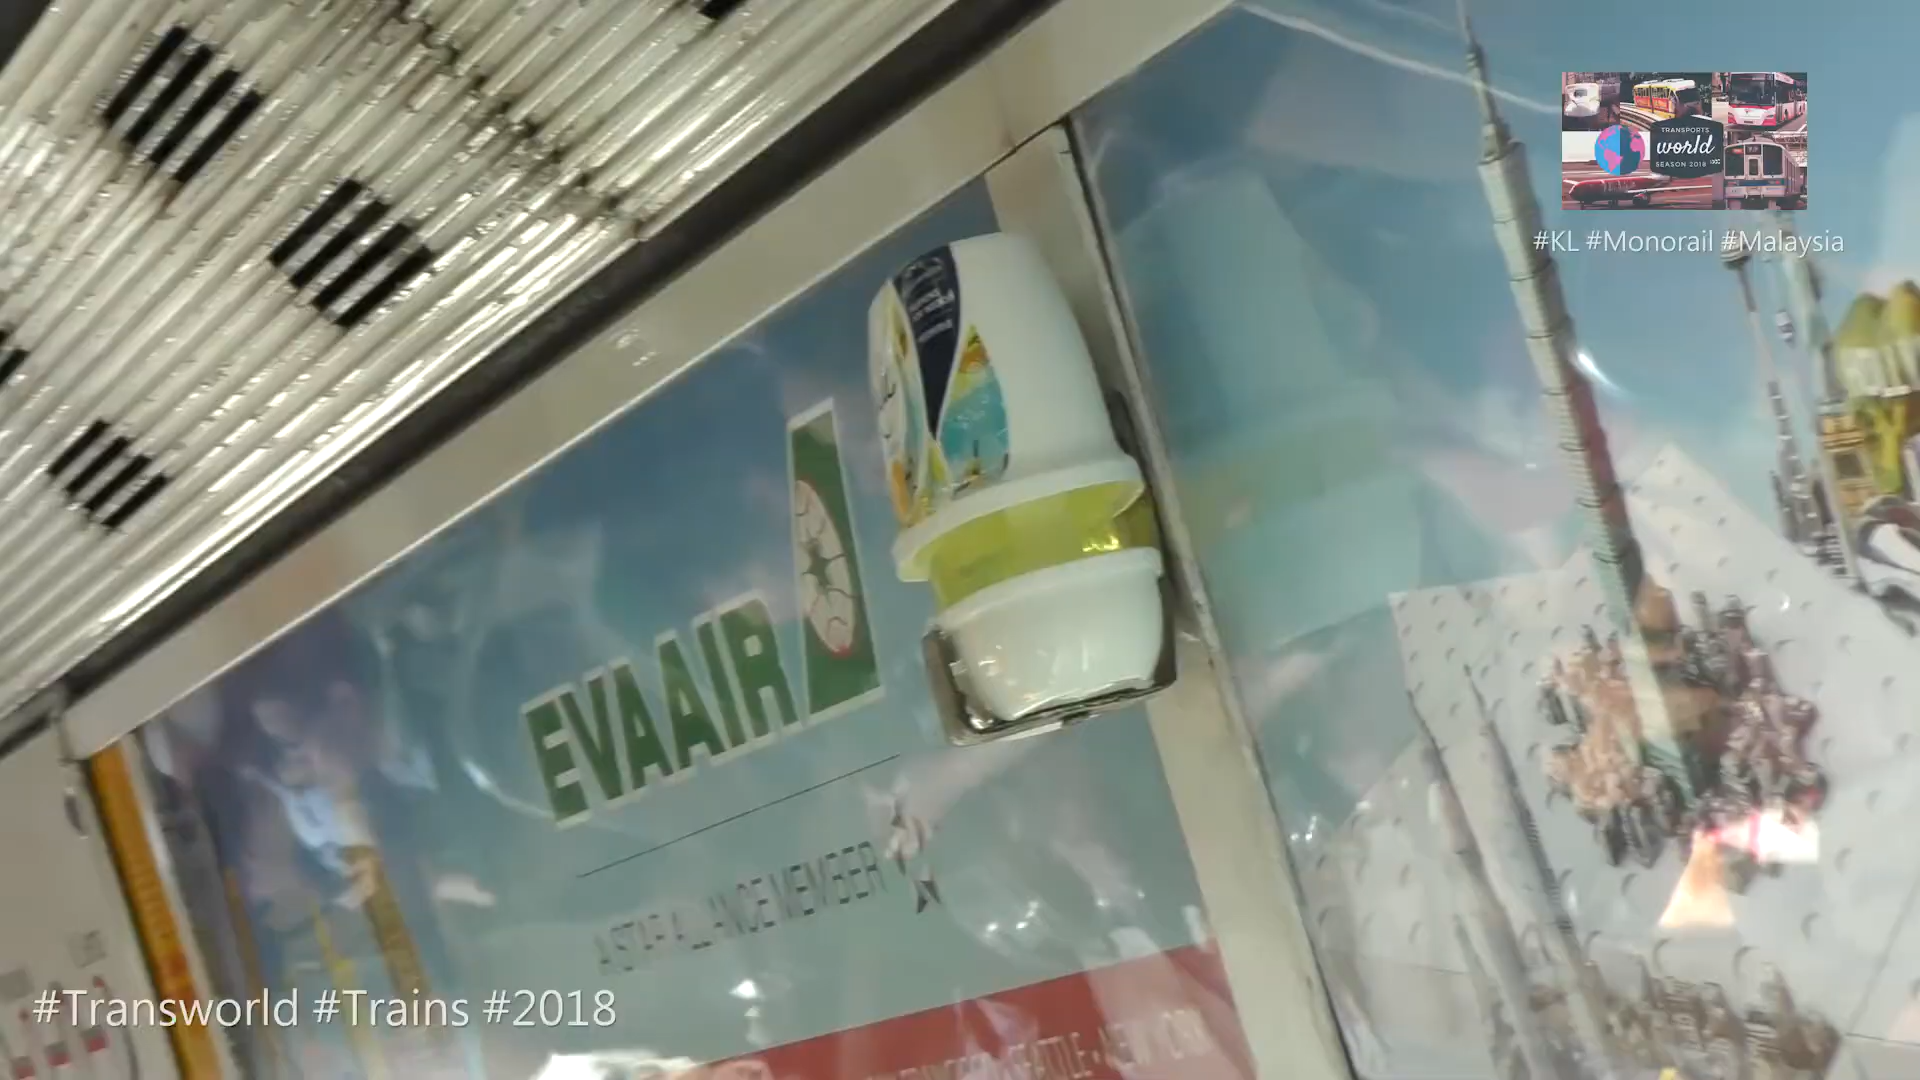 TRANSPORTS
world
SEASON 2018
#KL #Monorail #Malaysia
EVAAIR
A STAR ALLIANCE MEMBER
SEATTLE • NEW YORK
#Transworld #Trains #2018